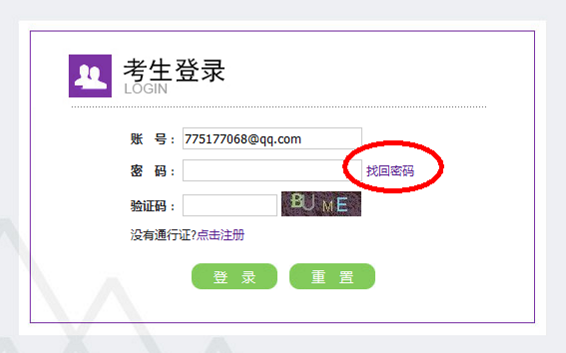 考生登录
LOGIN
账 号： 775177068@qq.com
密 码： 找回密码
验证码： BUME
没有通行证?点击注册
登 录 重 置